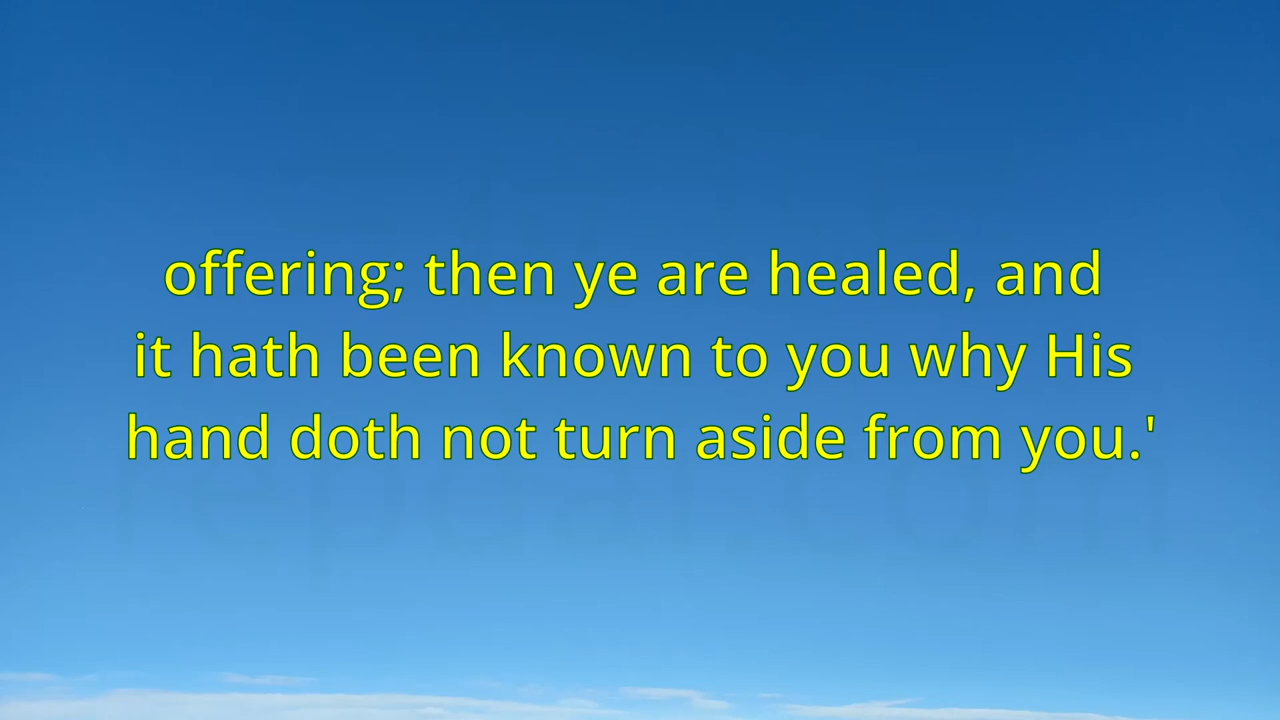 offering; then ye are healed, and
it hath been known to you why His
hand doth not turn aside from you.'